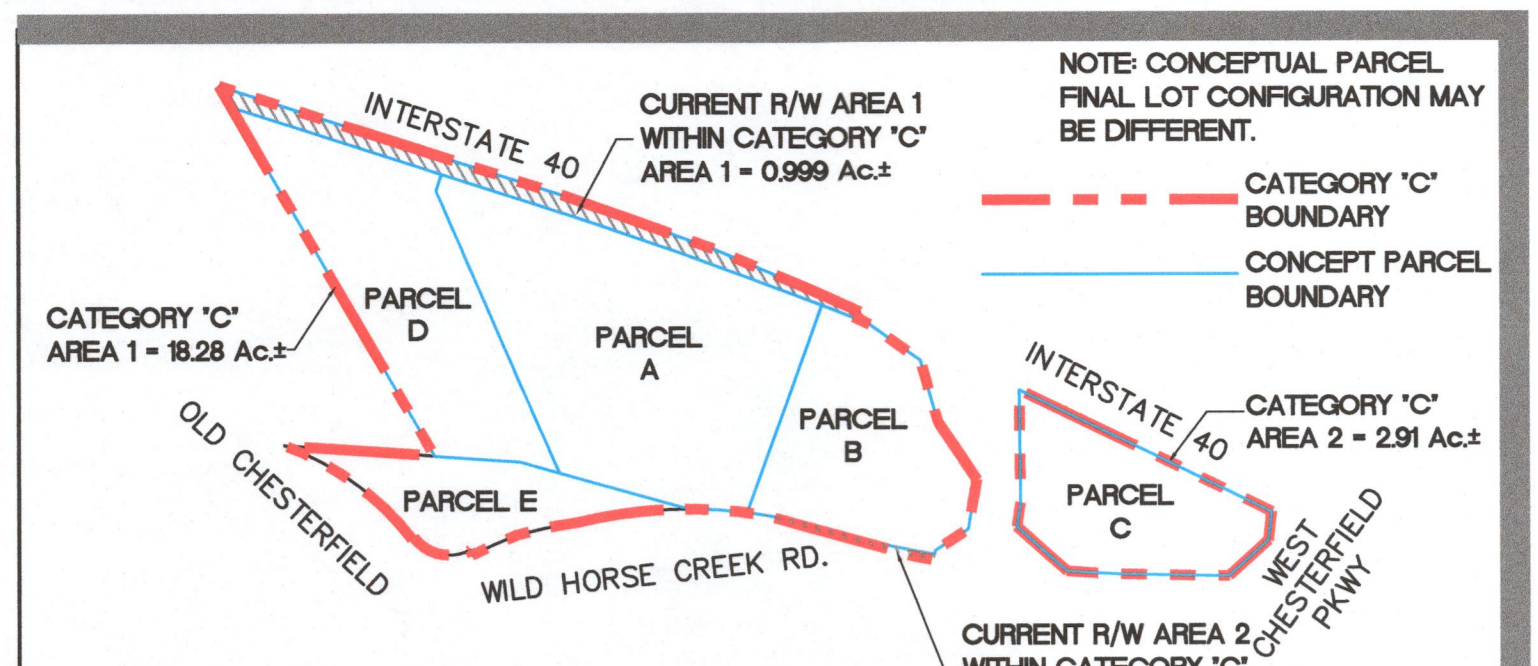 NOTE: CONCEPTUAL PARCEL
FINAL LOT CONFIGURATION MAY
BE DIFFERENT.
CATEGORY "C"
BOUNDARY
CONCEPT PARCEL
BOUNDARY
INTERSTATE 40
CURRENT R/W AREA 1
WITHIN CATEGORY "C"
AREA 1 = 0.999 Ac.±
CATEGORY "C"
AREA 1 = 18.28 Ac.±
PARCEL
D
PARCEL
A
PARCEL
B
PARCEL E
OLD CHESTERFIELD
WILD HORSE CREEK RD.
INTERSTATE 40
CATEGORY "C"
AREA 2 = 2.91 Ac.±
PARCEL
C
WEST
CHESTERFIELD
PKWY
CURRENT R/W AREA 2
WITHIN CATEGORY "C"